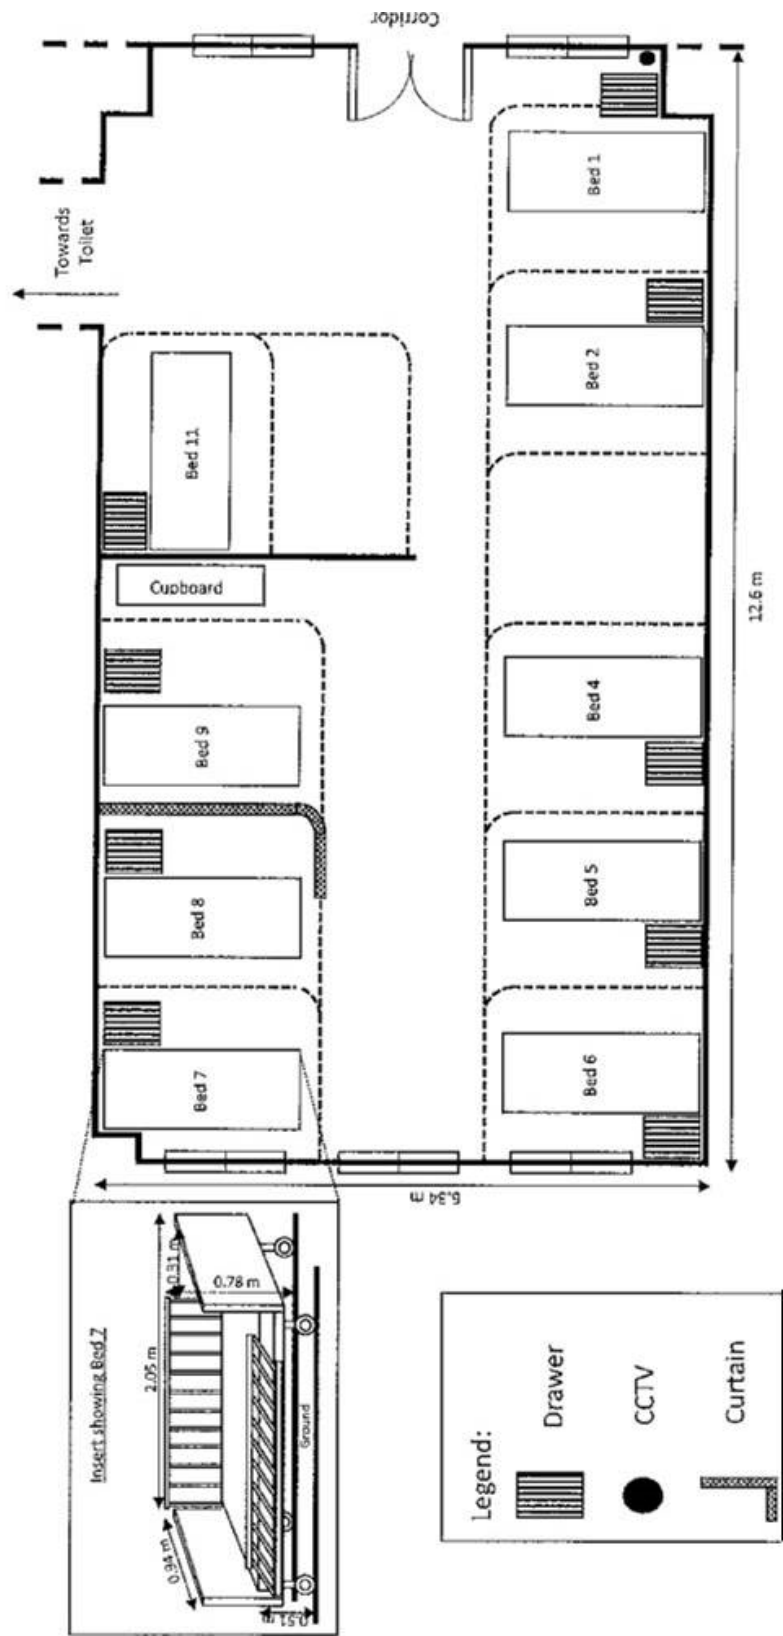 Corridor
Towards
Toilet
Bed 1
Bed 2
Bed 11
Cupboard
12.6 m
Bed 4
Bed 9
Bed 5
Bed 8
Bed 6
Bed 7
5.34 m
Insert showing Bed 7
2.05 m
0.31 m
0.78 m
0.94 m
0.51 m
Ground
Legend:
Drawer
CCTV
Curtain